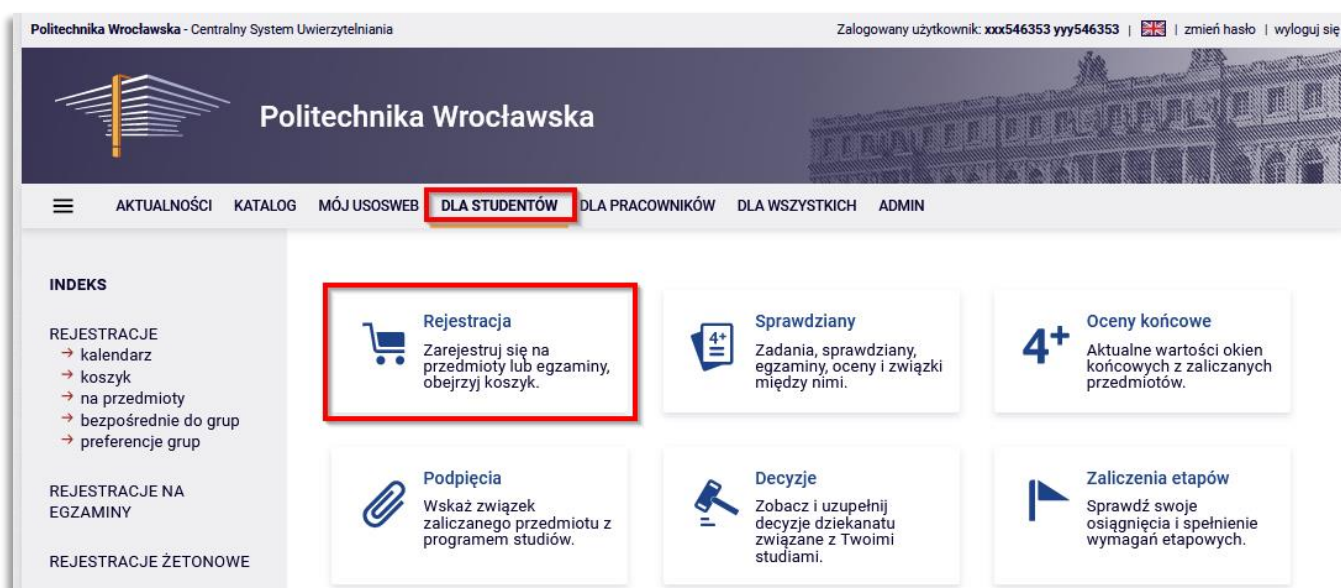 Politechnika Wrocławska - Centralny System Uwierzytelniania
Zalogowany użytkownik: xxx546353 yyy546353 | | zmień hasło | wyloguj się
Politechnika Wrocławska
AKTUALNOŚCI KATALOG MÓJ USOSWEB DLA STUDENTÓW DLA PRACOWNIKÓW DLA WSZYSTKICH ADMIN
INDEKS
REJESTRACJE
→ kalendarz
→ koszyk
→ na przedmioty
→ bezpośrednie do grup
→ preferencje grup
REJESTRACJE NA
EGZAMINY
REJESTRACJE ŻETONOWE
Rejestracja
Zarejestruj się na
przedmioty lub egzaminy,
obejrzyj koszyk.
4+
Sprawdziany
Zadania, sprawdziany,
egzaminy, oceny i związki
między nimi.
4+
Oceny końcowe
Aktualne wartości okien
końcowych z zaliczanych
przedmiotów.
Podpięcia
Wskaż związek
zaliczanego przedmiotu z
programem studiów.
Decyzje
Zobacz i uzupełnij
decyzje dziekanatu
związane z Twoimi
studiami.
Zaliczenia etapów
Sprawdź swoje
osiągnięcia i spełnienie
wymagań etapowych.